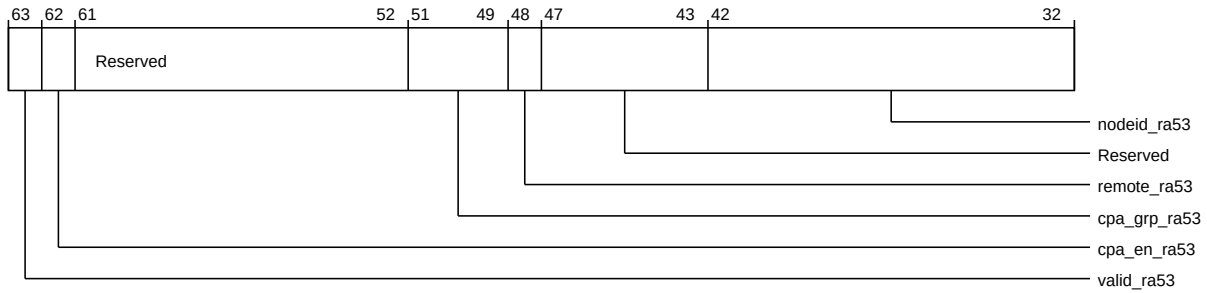 63 62 61 52 51 49 48 47 43 42 32
Reserved
nodeid_ra53
Reserved
remote_ra53
cpa_grp_ra53
cpa_en_ra53
valid_ra53